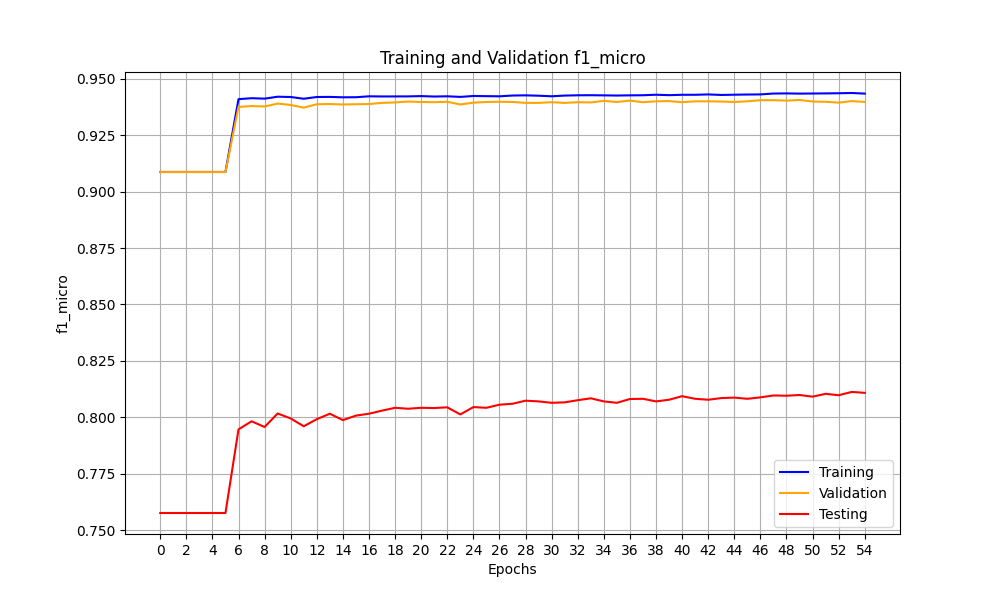 Training and Validation f1_micro
f1_micro
0.950
0.925
0.900
0.875
0.850
0.825
0.800
0.775
0.750
Training
Validation
Testing
0 2 4 6 8 10 12 14 16 18 20 22 24 26 28 30 32 34 36 38 40 42 44 46 48 50 52 54
Epochs